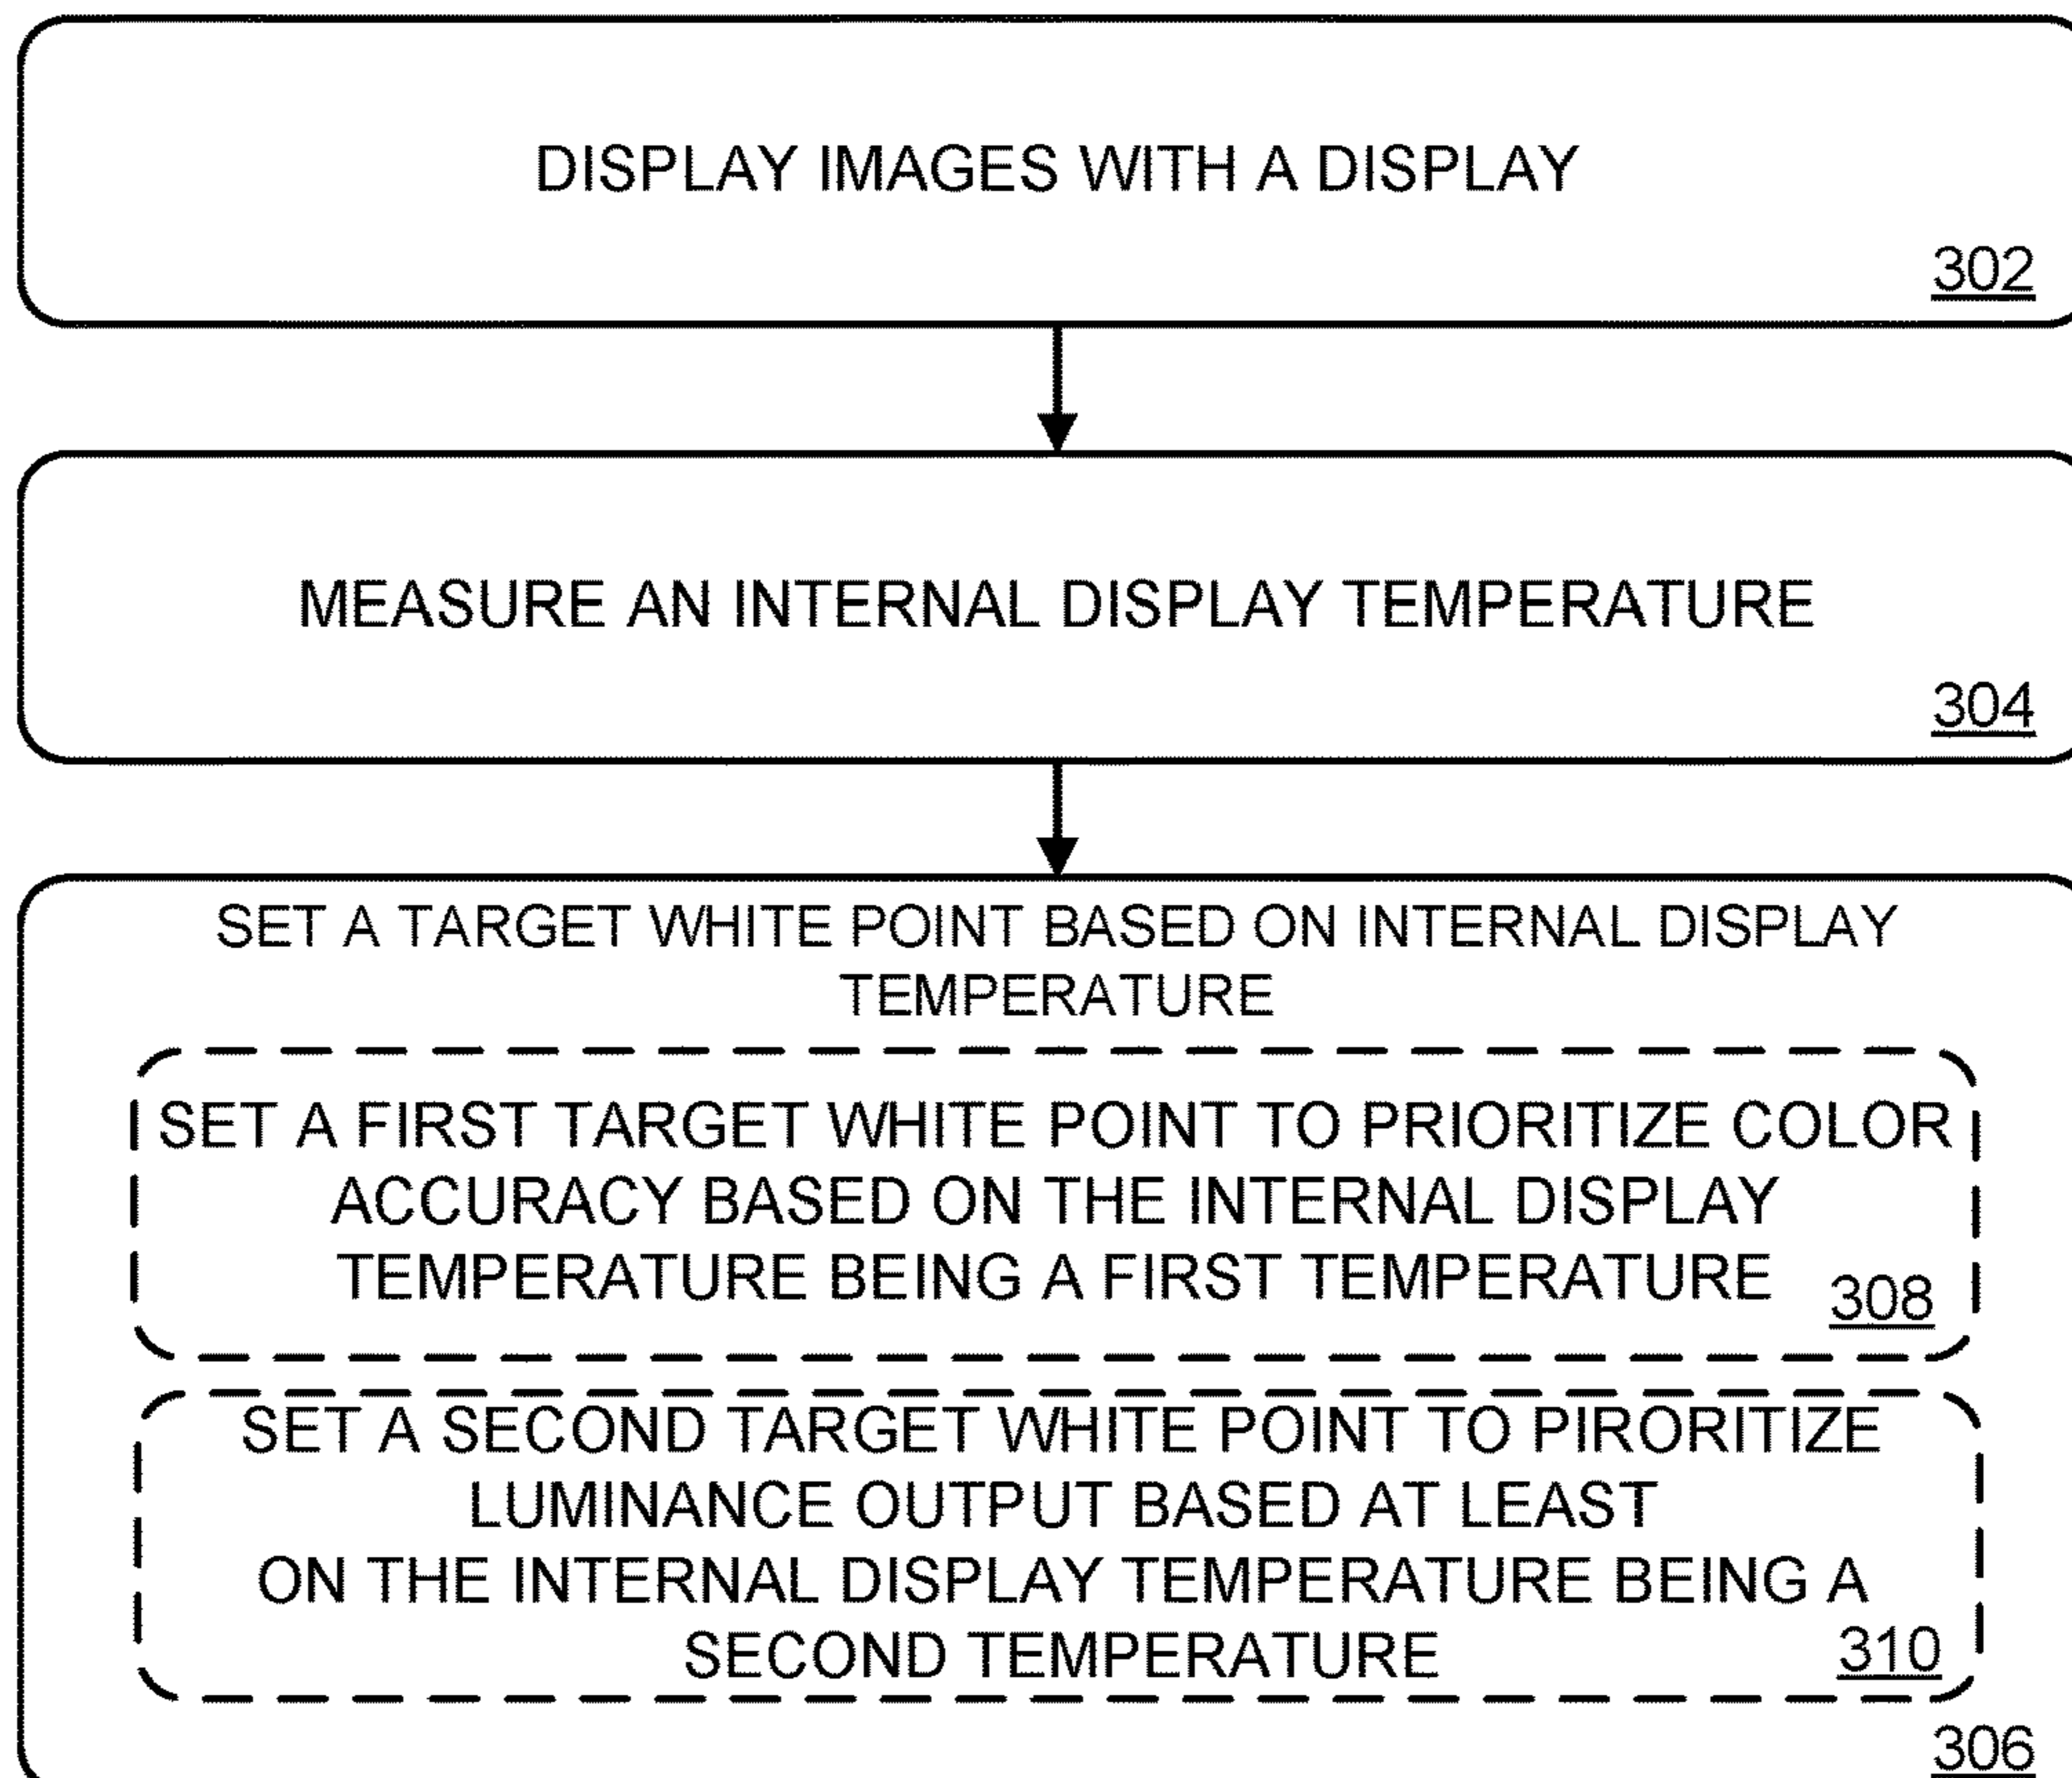 DISPLAY IMAGES WITH A DISPLAY
302
MEASURE AN INTERNAL DISPLAY TEMPERATURE
304
SET A TARGET WHITE POINT BASED ON INTERNAL DISPLAY
TEMPERATURE
SET A FIRST TARGET WHITE POINT TO PRIORITIZE COLOR
ACCURACY BASED ON THE INTERNAL DISPLAY
TEMPERATURE BEING A FIRST TEMPERATURE
308
SET A SECOND TARGET WHITE POINT TO PIRORITIZE
LUMINANCE OUTPUT BASED AT LEAST
ON THE INTERNAL DISPLAY TEMPERATURE BEING A
SECOND TEMPERATURE
310
306